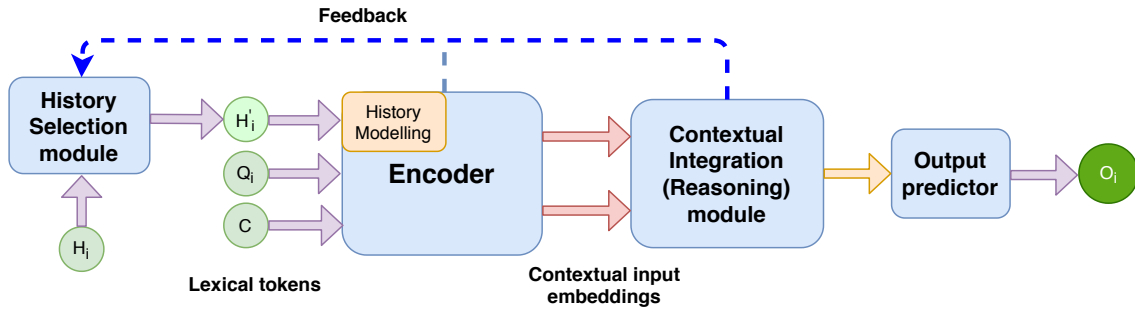 Feedback
History
Selection
module
H'i
History
Modelling
Encoder
Qi
C
Hi
Lexical tokens
Contextual
Integration
(Reasoning)
module
Contextual input
embeddings
Output
predictor
Oi